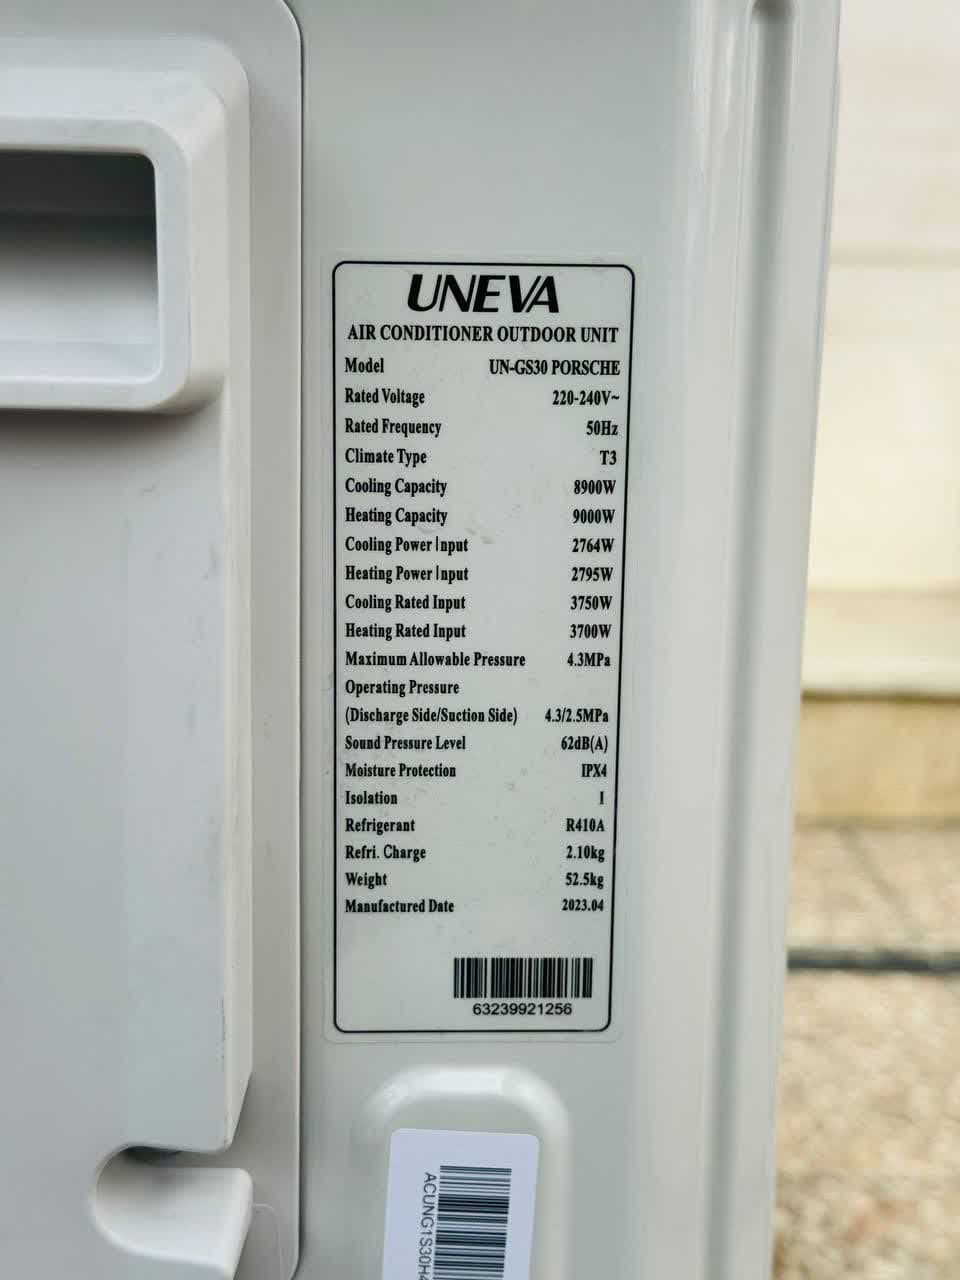 UNEVA
AIR CONDITIONER OUTDOOR UNIT
Model UN-GS30 PORSCHE
Rated Voltage 220-240V~
Rated Frequency 50Hz
Climate Type T3
Cooling Capacity 8900W
Heating Capacity 9000W
Cooling Power Input 2764W
Heating Power Input 2795W
Cooling Rated Input 3750W
Heating Rated Input 3700W
Maximum Allowable Pressure 4.3MPa
Operating Pressure
(Discharge Side/Suction Side) 4.3/2.5MPa
Sound Pressure Level 62dB(A)
Moisture Protection IPX4
Isolation I
Refrigerant R410A
Refri. Charge 2.10kg
Weight 52.5kg
Manufactured Date 2023.04
63239921256